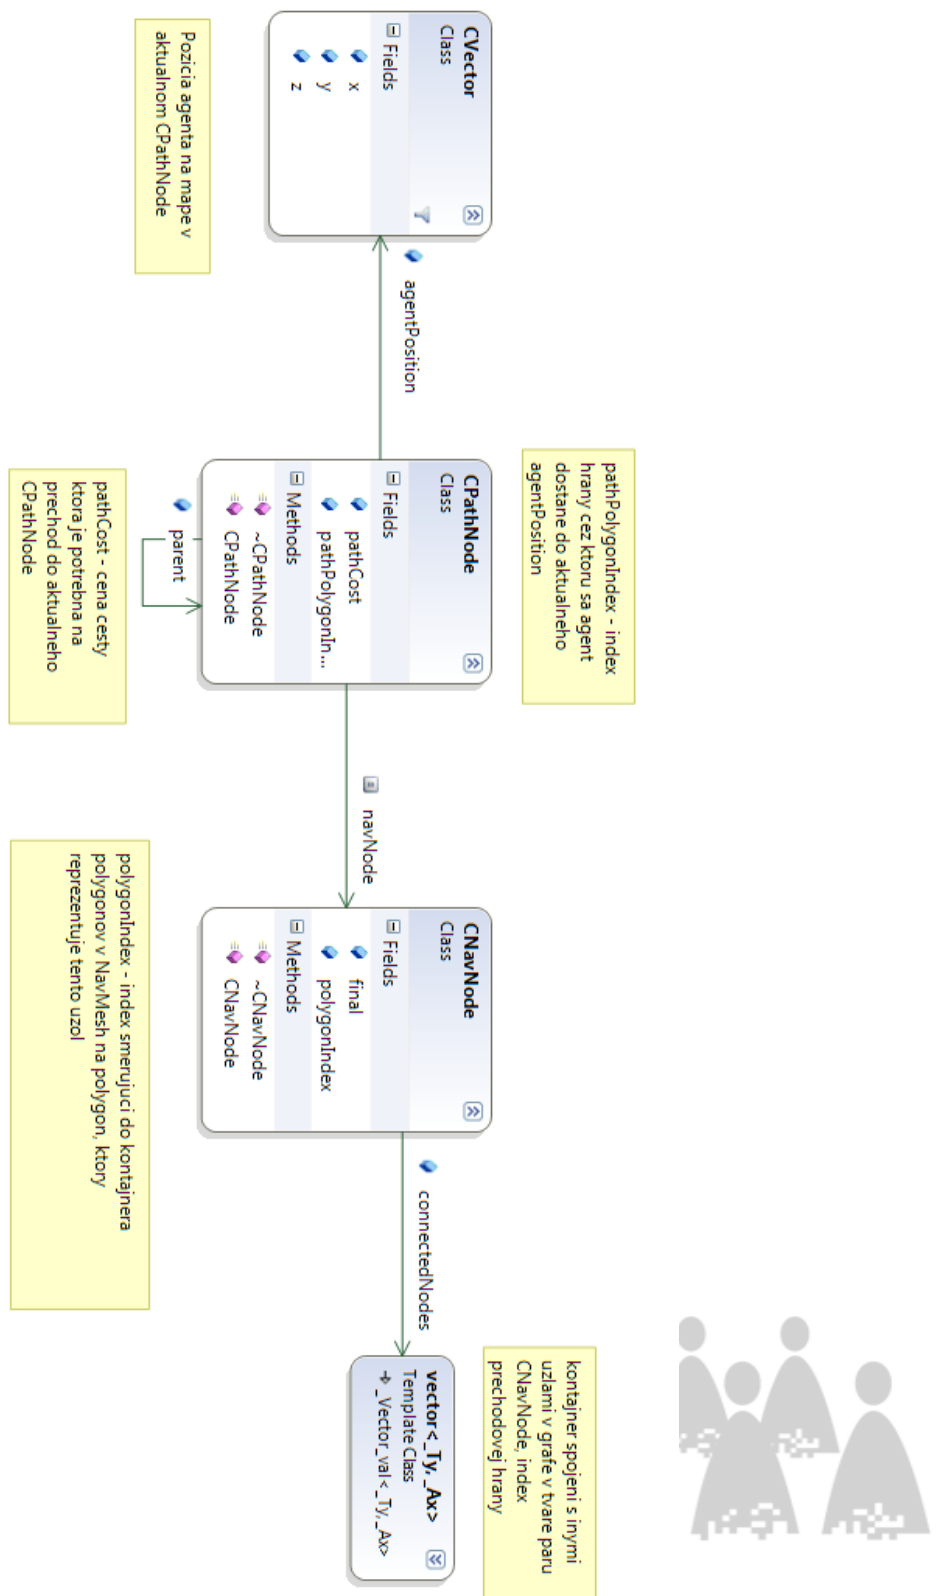 pathPolygonIndex - index
hrany cez ktoru sa agent
dostane do aktualneho
agentPosition
kontajner spojeni s inymi
uzlami v grafe v tvare paru
CNavNode, index
prechodovej hrany
CVector
Class
Fields
x
y
z
agentPosition
CPathNode
Class
Fields
pathCost
pathPolygonIn...
Methods
~CPathNode
CPathNode
parent
navNode
CNavNode
Class
Fields
final
polygonIndex
Methods
~CNavNode
CNavNode
connectedNodes
vector<_Ty,_Ax>
Template Class
_Vector_val<_Ty,_Ax>
Pozicia agenta na mape v
aktualnom CPathNode
pathCost - cena cesty
ktora je potrebna na
prechod do aktualneho
CPathNode
polygonIndex - index smerujuci do kontajnera
polygonov v NavMesh na polygon, ktory
reprezentuje tento uzol